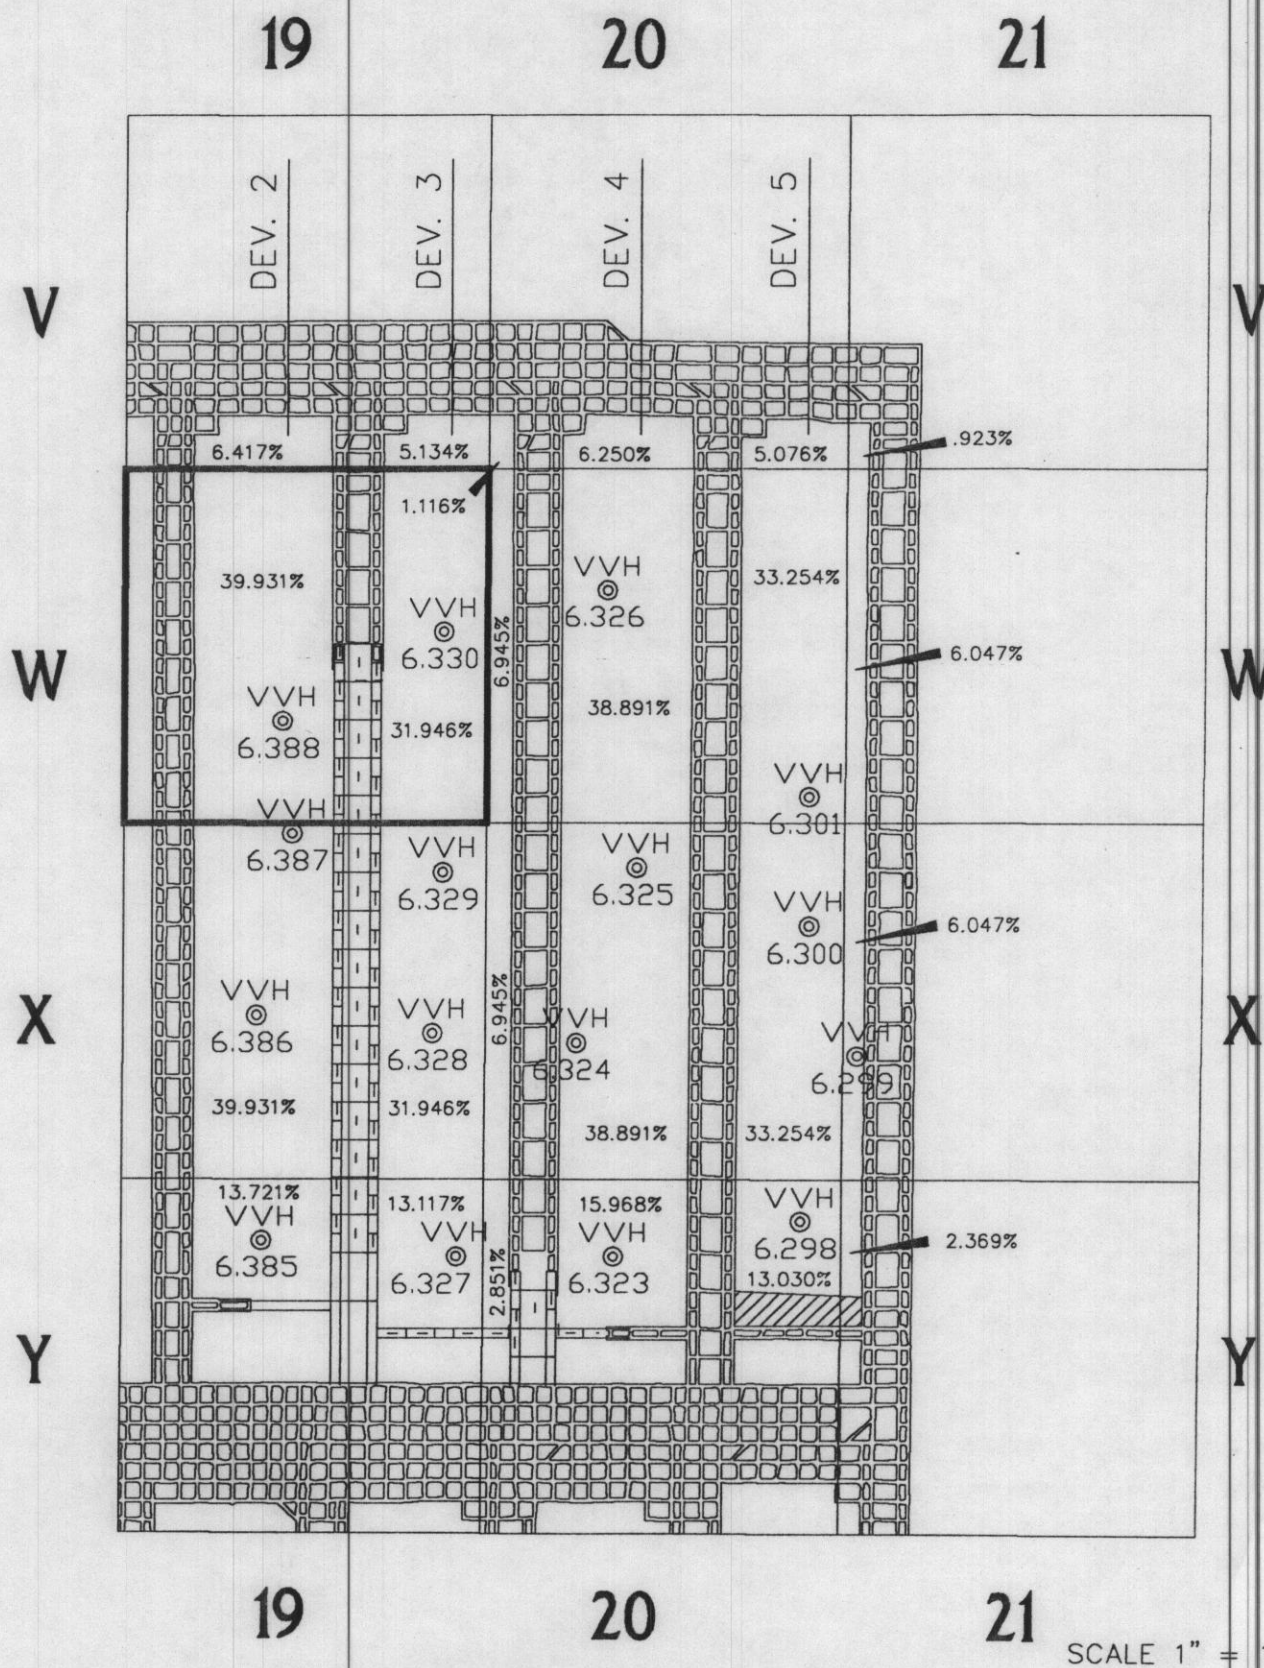 19 20 21
DEV. 2
DEV. 3
DEV. 4
DEV. 5
V V
6.417% 5.134% 6.250% 5.076% .923%
1.116%
39.931% 33.254%
VVH
6.326
VVH
6.330
6.945%
6.047%
W W
VVH
6.388
31.946%
38.891%
VVH
6.301
VVH
6.387
VVH
6.329
VVH
6.325
VVH
6.300
6.047%
X X
VVH
6.386
VVH
6.328
6.945%
VVH
6.324
VVH
6.299
39.931% 31.946% 38.891% 33.254%
13.721% 13.117% 15.968%
VVH
6.385
VVH
6.327
2.851%
VVH
6.323
VVH
6.298
13.030%
2.369%
Y Y
19 20 21
SCALE 1" =